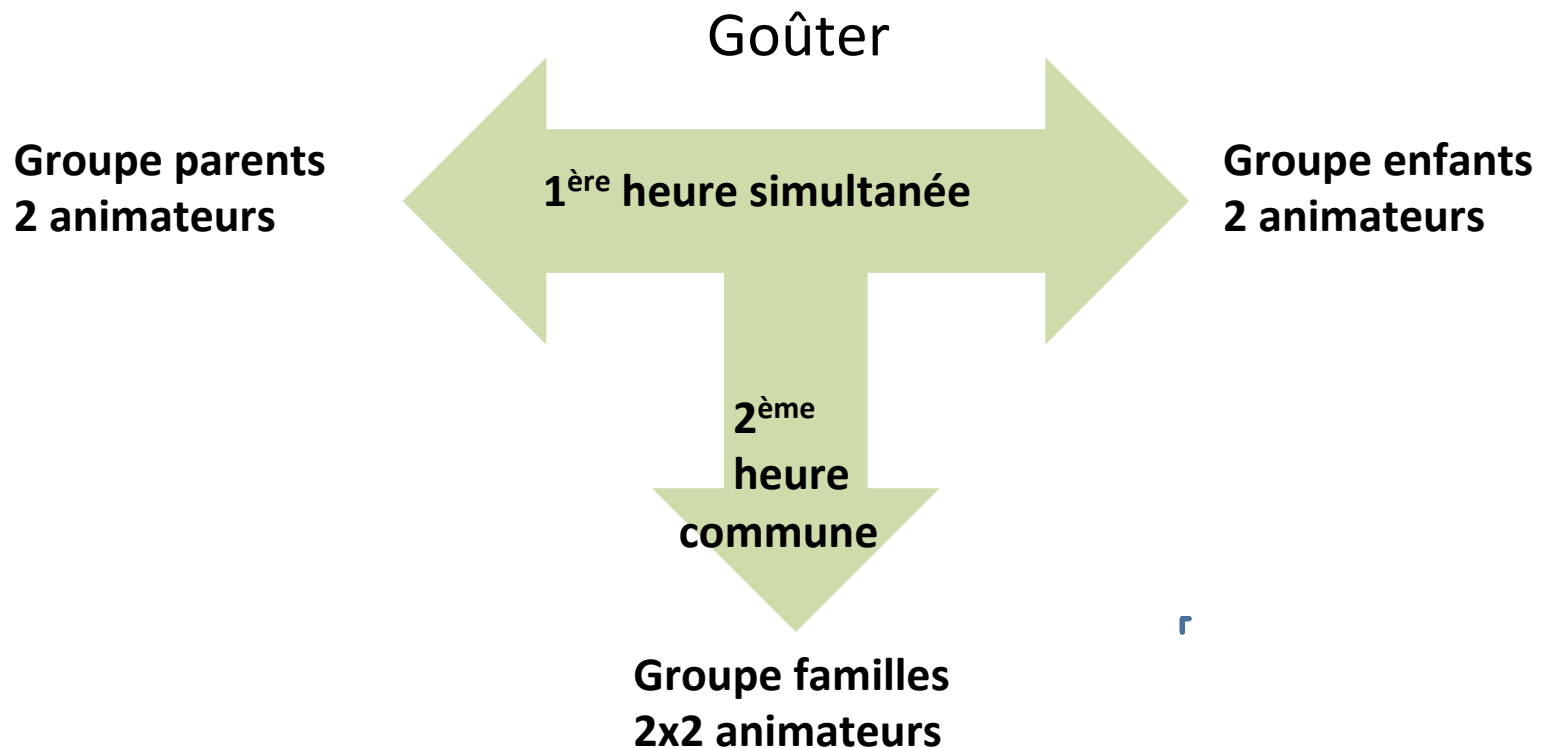 Goûter
Groupe parents
2 animateurs
1ère heure simultanée
Groupe enfants
2 animateurs
2ème
heure
commune
Groupe familles
2x2 animateurs